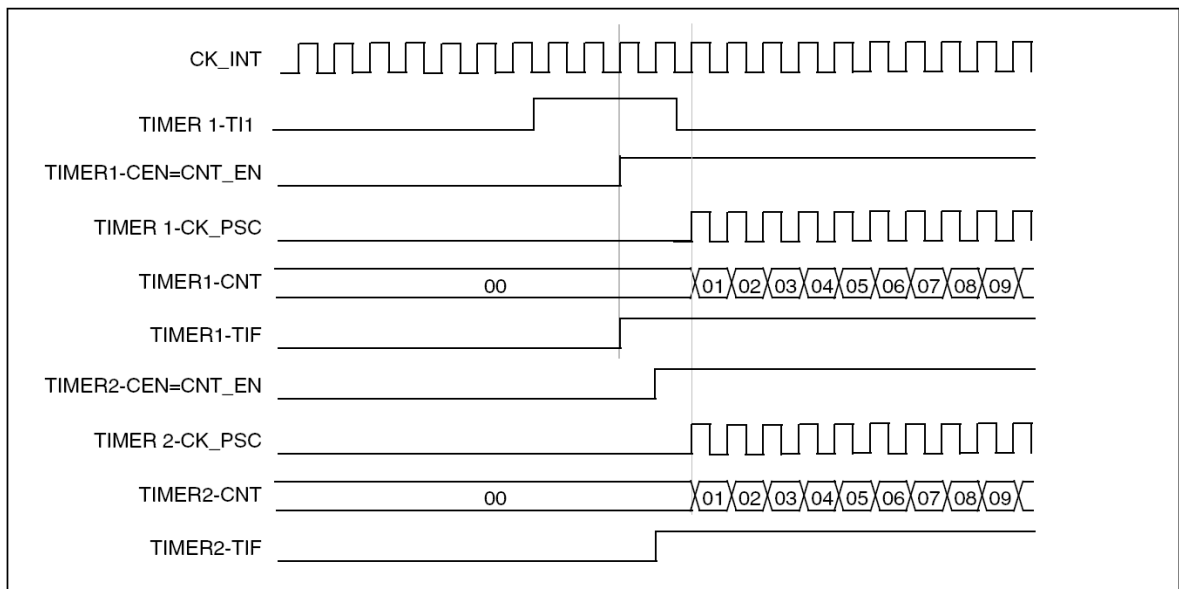 CK_INT
TIMER 1-TI1
TIMER1-CEN=CNT_EN
TIMER 1-CK_PSC
TIMER1-CNT
00
01 02 03 04 05 06 07 08 09
TIMER1-TIF
TIMER2-CEN=CNT_EN
TIMER 2-CK_PSC
TIMER2-CNT
00
01 02 03 04 05 06 07 08 09
TIMER2-TIF